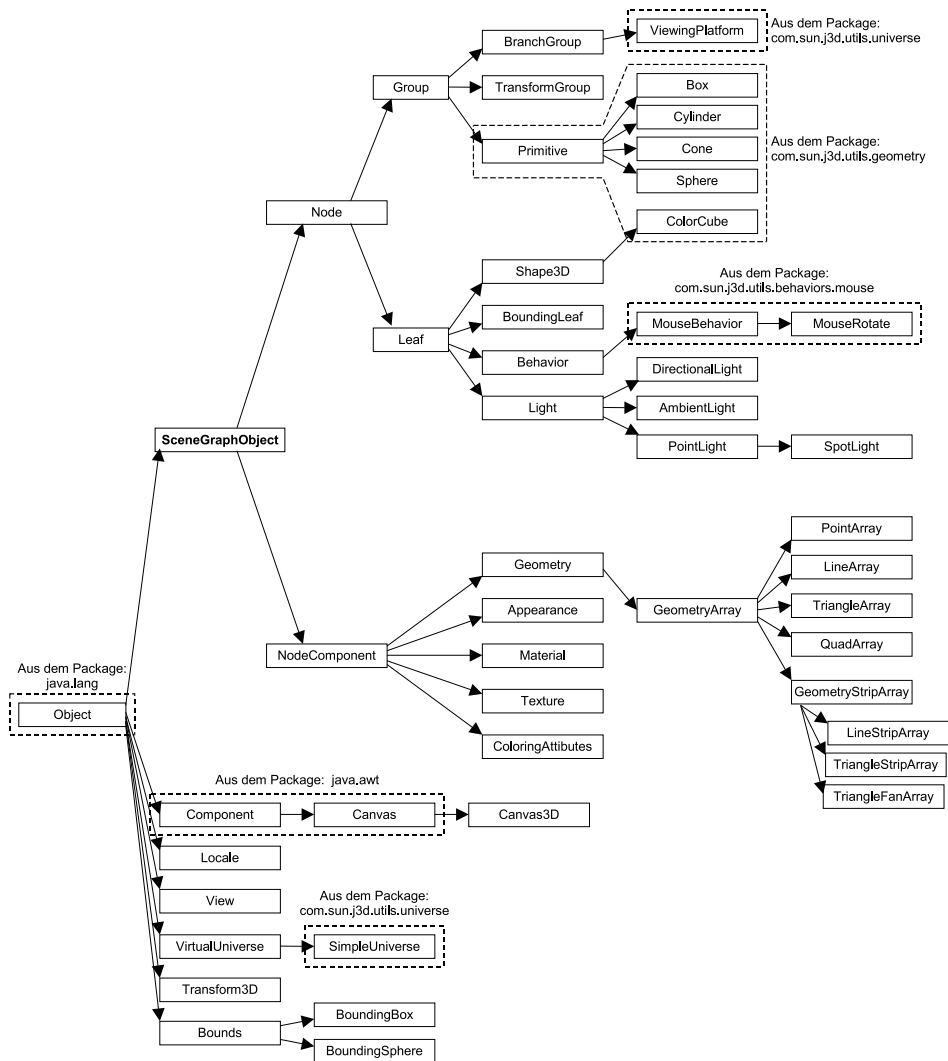 Aus dem Package:
com.sun.j3d.utils.universe
ViewingPlatform
BranchGroup
Group
TransformGroup
Box
Cylinder
Aus dem Package:
com.sun.j3d.utils.geometry
Primitive
Cone
Sphere
Node
ColorCube
Shape3D
Aus dem Package:
com.sun.j3d.utils.behaviors.mouse
BoundingLeaf
MouseBehavior
MouseRotate
Leaf
Behavior
DirectionalLight
Light
AmbientLight
SceneGraphObject
PointLight
SpotLight
PointArray
Geometry
LineArray
Appearance
GeometryArray
TriangleArray
NodeComponent
Material
QuadArray
Aus dem Package:
java.lang
Object
Texture
GeometryStripArray
ColoringAttibutes
LineStripArray
TriangleStripArray
TriangleFanArray
Aus dem Package: java.awt
Component
Canvas
Canvas3D
Locale
View
Aus dem Package:
com.sun.j3d.utils.universe
VirtualUniverse
SimpleUniverse
Transform3D
Bounds
BoundingBox
BoundingSphere